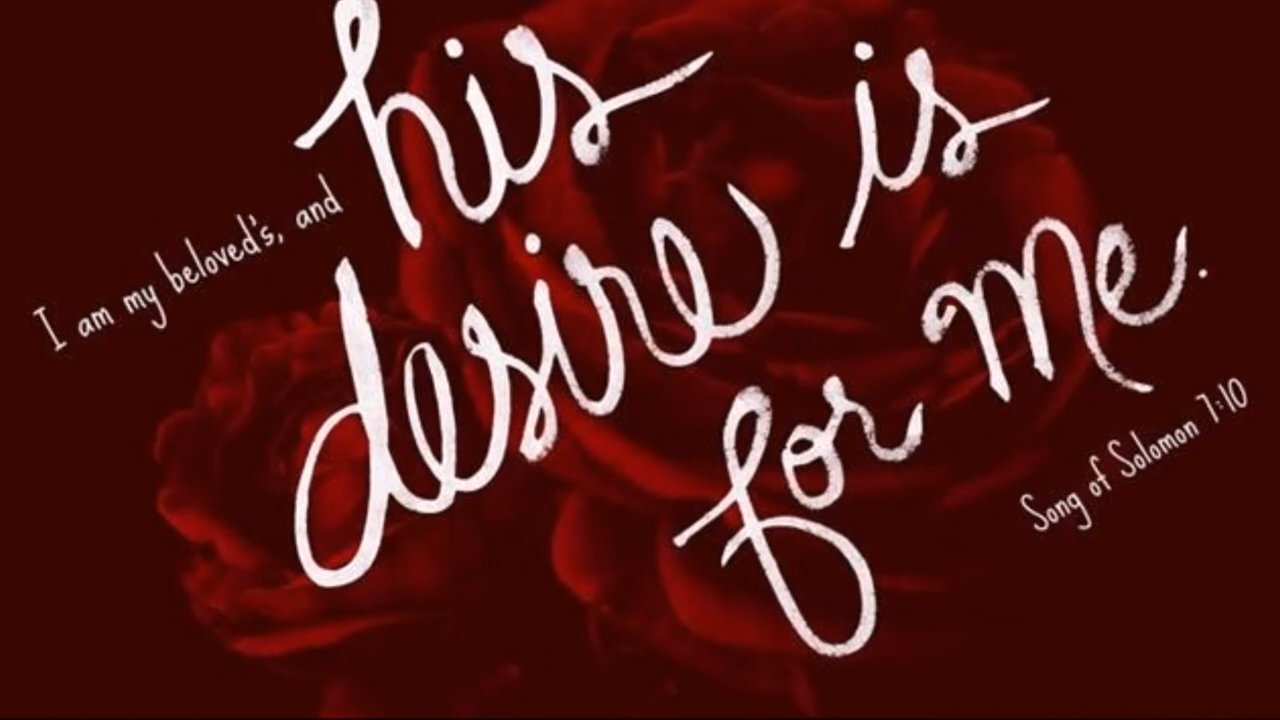 I am my beloved's, and
his
desire is
for me.
Song of Solomon 7:10